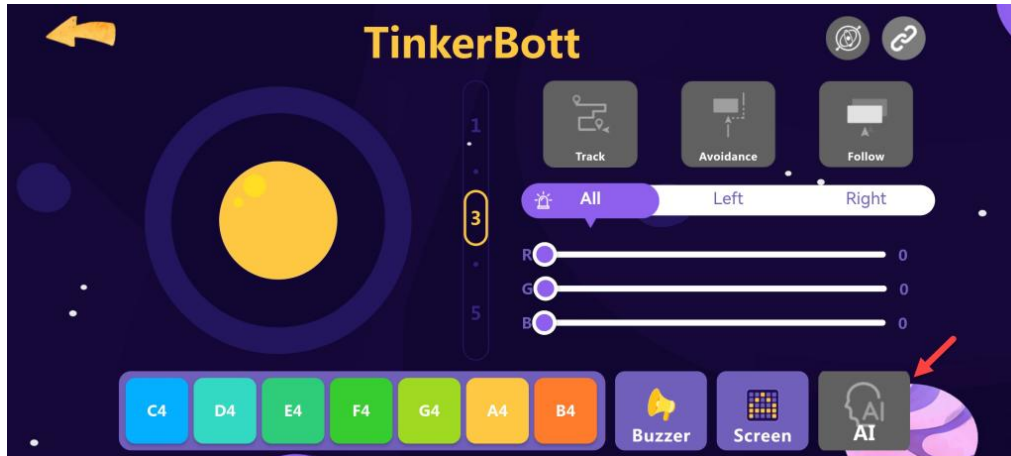 TinkerBott
1
3
5
Track
Avoidance
Follow
All
Left
Right
R 0
G 0
B 0
C4
D4
E4
F4
G4
A4
B4
Buzzer
Screen
AI
AI